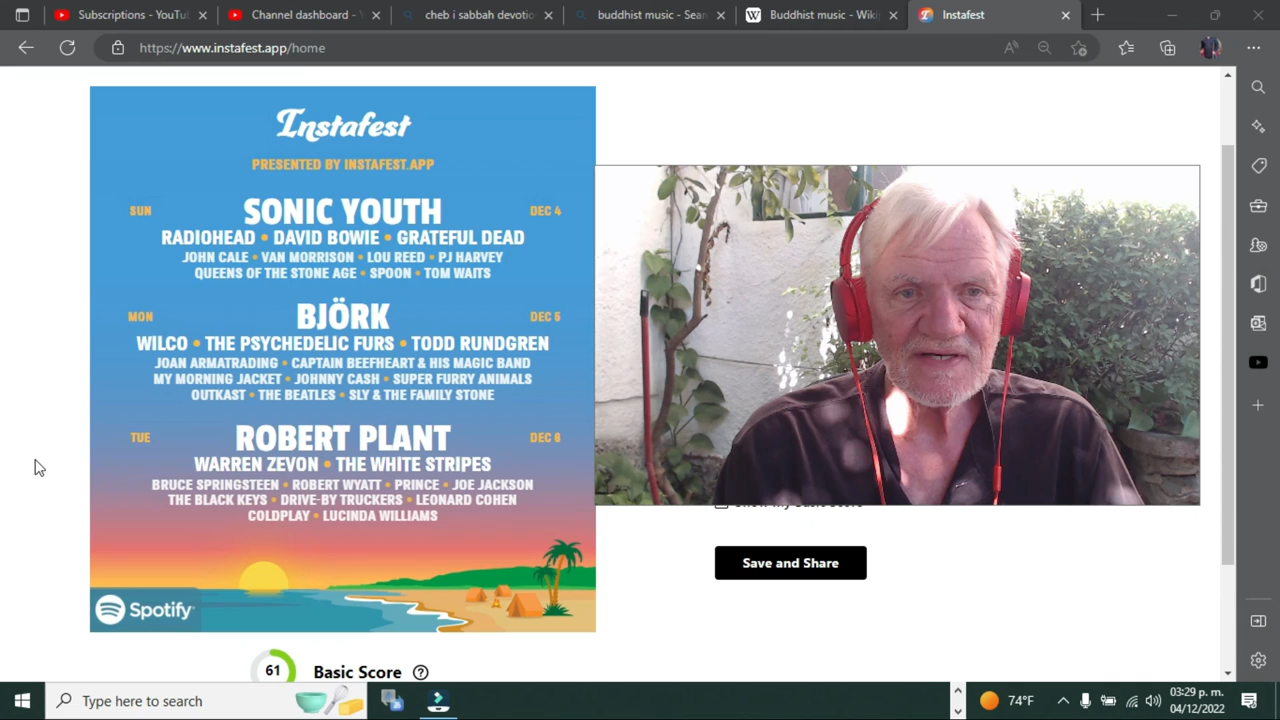 Subscriptions - YouTu
Channel dashboard - Y
cheb i sabbah devotio
buddhist music - Sear
W Buddhist music - Wiki
Instafest
https://www.instafest.app/home
Instafest
PRESENTED BY INSTAFEST.APP
SUN SONIC YOUTH DEC 4
RADIOHEAD • DAVID BOWIE • GRATEFUL DEAD
JOHN CALE • VAN MORRISON • LOU REED • PJ HARVEY
QUEENS OF THE STONE AGE • SPOON • TOM WAITS
MON BJÖRK DEC 5
WILCO • THE PSYCHEDELIC FURS • TODD RUNDGREN
JOAN ARMATRADING • CAPTAIN BEEFHEART & HIS MAGIC BAND
MY MORNING JACKET • JOHNNY CASH • SUPER FURRY ANIMALS
OUTKAST • THE BEATLES • SLY & THE FAMILY STONE
TUE ROBERT PLANT DEC 6
WARREN ZEVON • THE WHITE STRIPES
BRUCE SPRINGSTEEN • ROBERT WYATT • PRINCE • JOE JACKSON
THE BLACK KEYS • DRIVE-BY TRUCKERS • LEONARD COHEN
COLDPLAY • LUCINDA WILLIAMS
Spotify
Save and Share
61 Basic Score
Type here to search
74°F
03:29 p. m.
04/12/2022